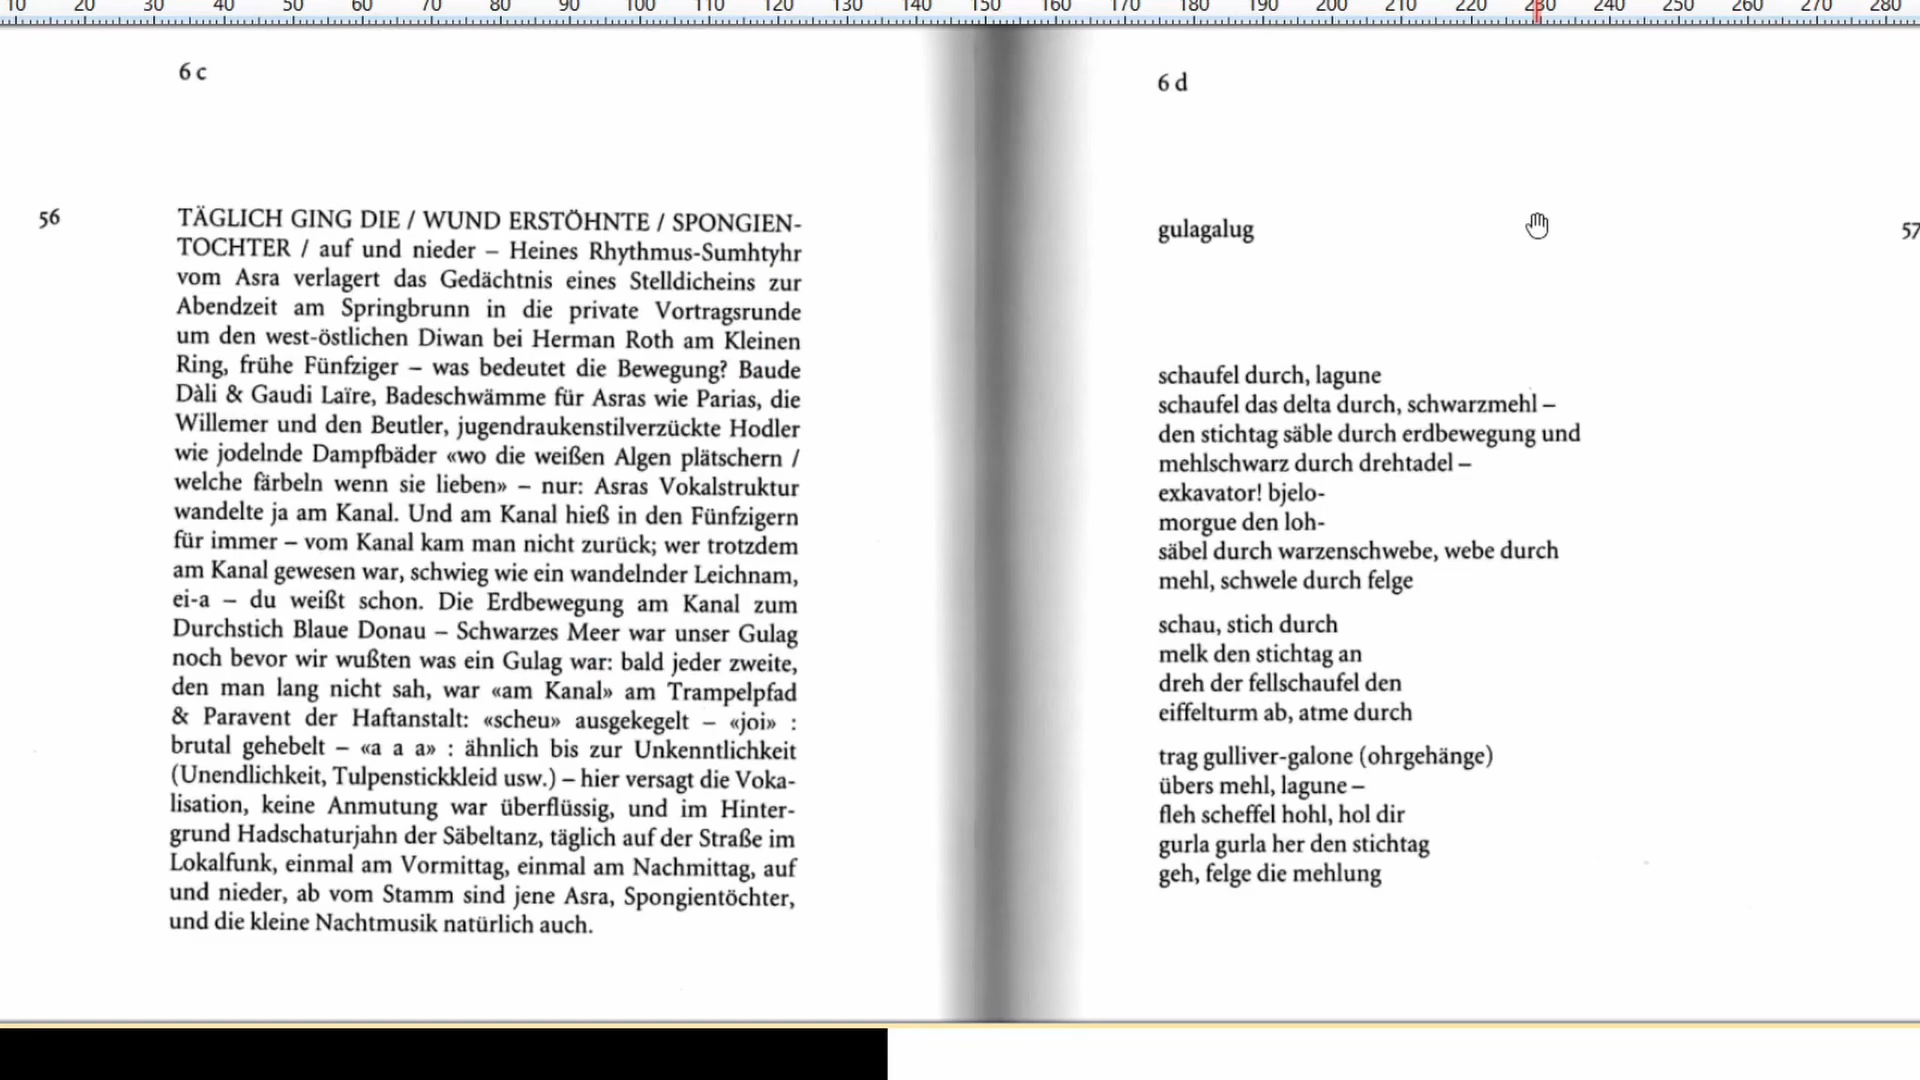 10 20 30 40 50 60 70 80 90 100 110 120 130 140 150 160 170 180 190 200 210 220 230 240 250 260 270 280
6 c
56
TÄGLICH GING DIE / WUND ERSTÖHNTE / SPONGIEN-
TOCHTER / auf und nieder – Heines Rhythmus-Sumhtyhr
vom Asra verlagert das Gedächtnis eines Stelldicheins zur
Abendzeit am Springbrunn in die private Vortragsrunde
um den west-östlichen Diwan bei Herman Roth am Kleinen
Ring, frühe Fünfziger – was bedeutet die Bewegung? Baude
Dàli & Gaudi Laïre, Badeschwämme für Asras wie Parias, die
Willemer und den Beutler, jugendraukenstilverzückte Hodler
wie jodelnde Dampfbäder «wo die weißen Algen plätschern /
welche färbeln wenn sie lieben» – nur: Asras Vokalstruktur
wandelte ja am Kanal. Und am Kanal hieß in den Fünfzigern
für immer – vom Kanal kam man nicht zurück; wer trotzdem
am Kanal gewesen war, schwieg wie ein wandelnder Leichnam,
ei-a – du weißt schon. Die Erdbewegung am Kanal zum
Durchstich Blaue Donau – Schwarzes Meer war unser Gulag
noch bevor wir wußten was ein Gulag war: bald jeder zweite,
den man lang nicht sah, war «am Kanal» am Trampelpfad
& Paravent der Haftanstalt: «scheu» ausgekegelt – «joi» :
brutal gehebelt – «a a a» : ähnlich bis zur Unkenntlichkeit
(Unendlichkeit, Tulpenstickkleid usw.) – hier versagt die Voka-
lisation, keine Anmutung war überflüssig, und im Hinter-
grund Hadschaturjahn der Säbeltanz, täglich auf der Straße im
Lokalfunk, einmal am Vormittag, einmal am Nachmittag, auf
und nieder, ab vom Stamm sind jene Asra, Spongientöchter,
und die kleine Nachtmusik natürlich auch.
6 d
gulagalug
57
schaufel durch, lagune
schaufel das delta durch, schwarzmehl –
den stichtag säble durch erdbewegung und
mehlschwarz durch drehtadel –
exkavator! bjelo-
morgue den loh-
säbel durch warzenschwebe, webe durch
mehl, schwele durch felge
schau, stich durch
melk den stichtag an
dreh der fellschaufel den
eiffelturm ab, atme durch
trag gulliver-galone (ohrgehänge)
übers mehl, lagune –
fleh scheffel hohl, hol dir
gurla gurla her den stichtag
geh, felge die mehlung